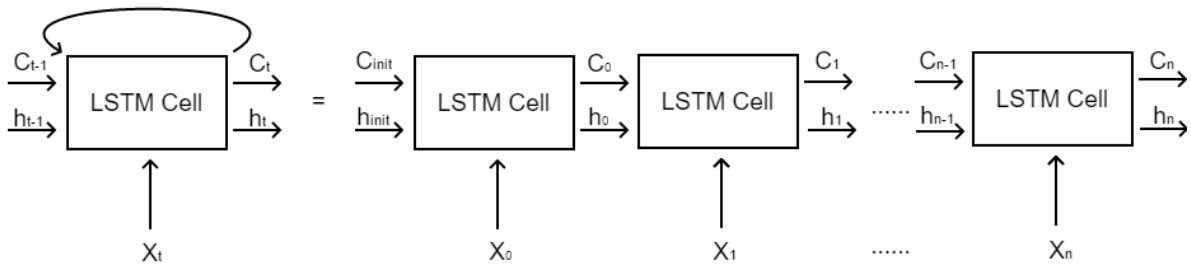 Ct-1 Ct Cinit C0 C1 Cn-1 Cn
LSTM Cell = LSTM Cell LSTM Cell LSTM Cell
ht-1 ht hinit h0 h1 ...... hn-1 hn
Xt X0 X1 ...... Xn